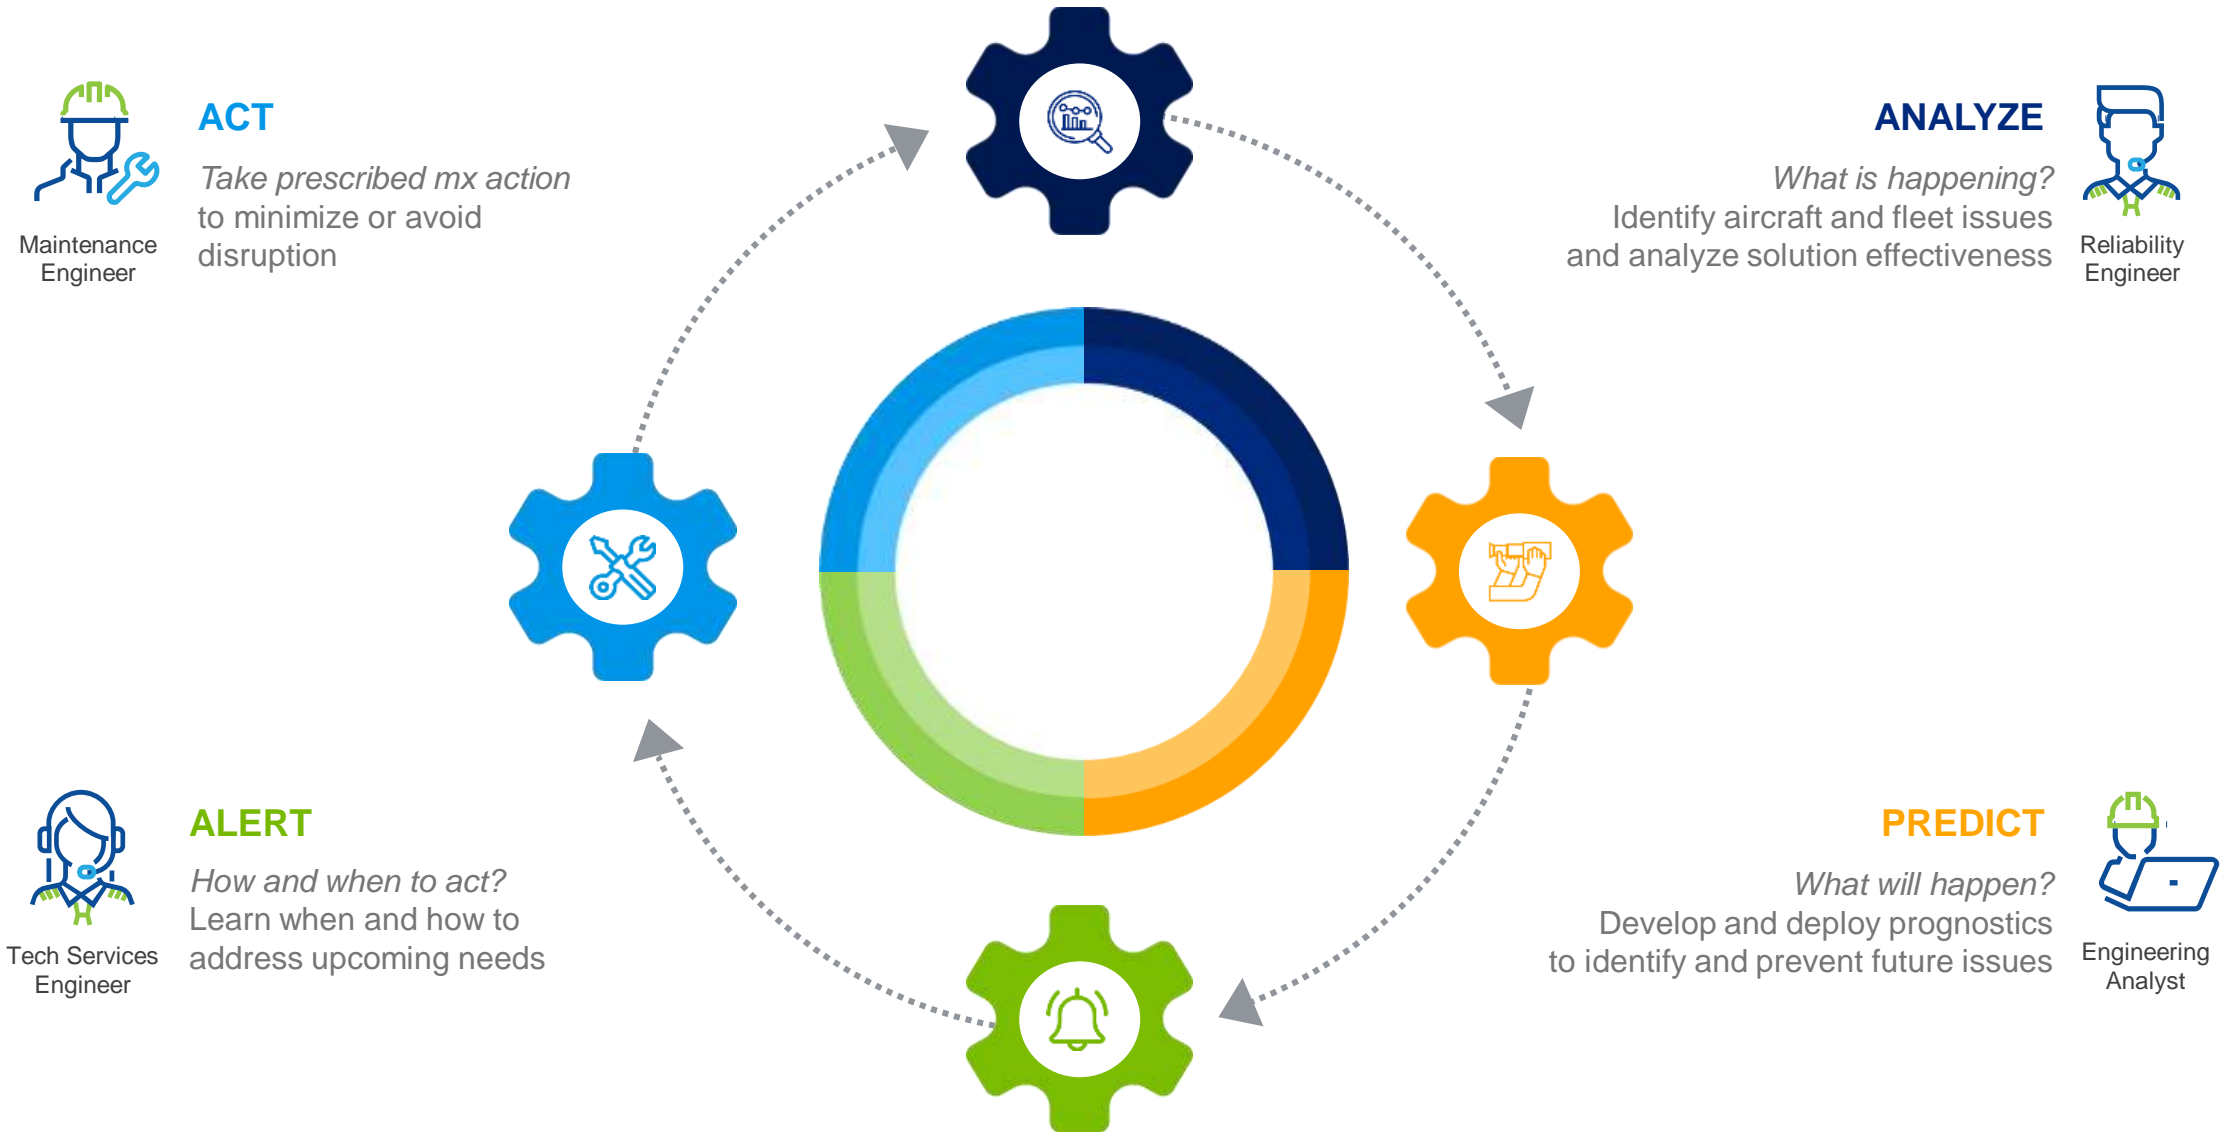 ACT
Take prescribed mx action
to minimize or avoid
disruption
Maintenance
Engineer
ANALYZE
What is happening?
Identify aircraft and fleet issues
and analyze solution effectiveness
Reliability
Engineer
ALERT
How and when to act?
Learn when and how to
address upcoming needs
Tech Services
Engineer
PREDICT
What will happen?
Develop and deploy prognostics
to identify and prevent future issues
Engineering
Analyst